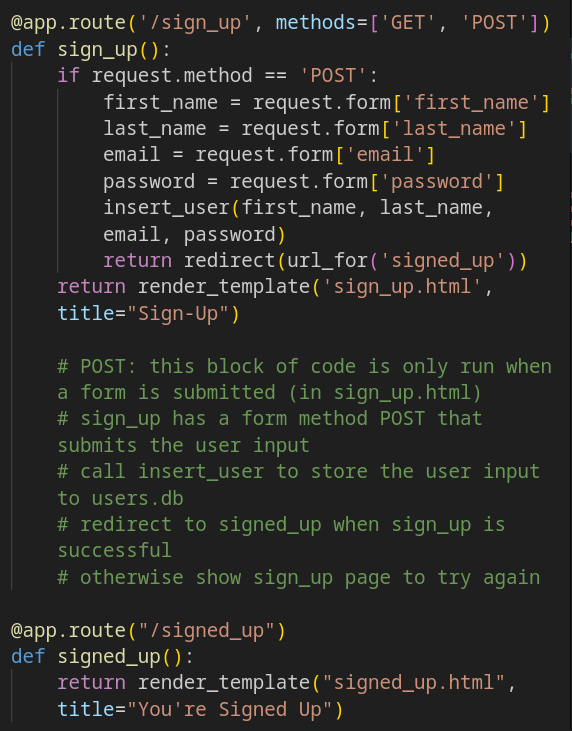 @app.route('/sign_up', methods=['GET', 'POST'])
def sign_up():
    if request.method == 'POST':
        first_name = request.form['first_name']
        last_name = request.form['last_name']
        email = request.form['email']
        password = request.form['password']
        insert_user(first_name, last_name,
        email, password)
        return redirect(url_for('signed_up'))
    return render_template('sign_up.html',
    title="Sign-Up")

    # POST: this block of code is only run when
    a form is submitted (in sign_up.html)
    # sign_up has a form method POST that
    submits the user input
    # call insert_user to store the user input
    to users.db
    # redirect to signed_up when sign_up is
    successful
    # otherwise show sign_up page to try again

@app.route("/signed_up")
def signed_up():
    return render_template("signed_up.html",
    title="You're Signed Up")